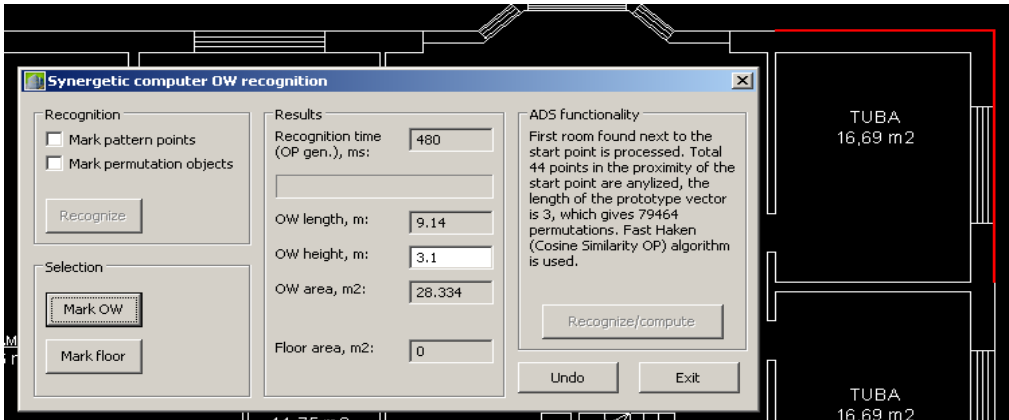 Synergetic computer OW recognition
Recognition
Mark pattern points
Mark permutation objects
Recognize
Selection
Mark OW
Mark floor
Results
Recognition time
(OP gen.), ms:
480
OW length, m:
9.14
OW height, m:
3.1
OW area, m2:
28.334
Floor area, m2:
0
ADS functionality
First room found next to the
start point is processed. Total
44 points in the proximity of the
start point are anylized, the
length of the prototype vector
is 3, which gives 79464
permutations. Fast Haken
(Cosine Similarity OP) algorithm
is used.
Recognize/compute
Undo
Exit
TUBA
16,69 m2
TUBA
16,69 m2